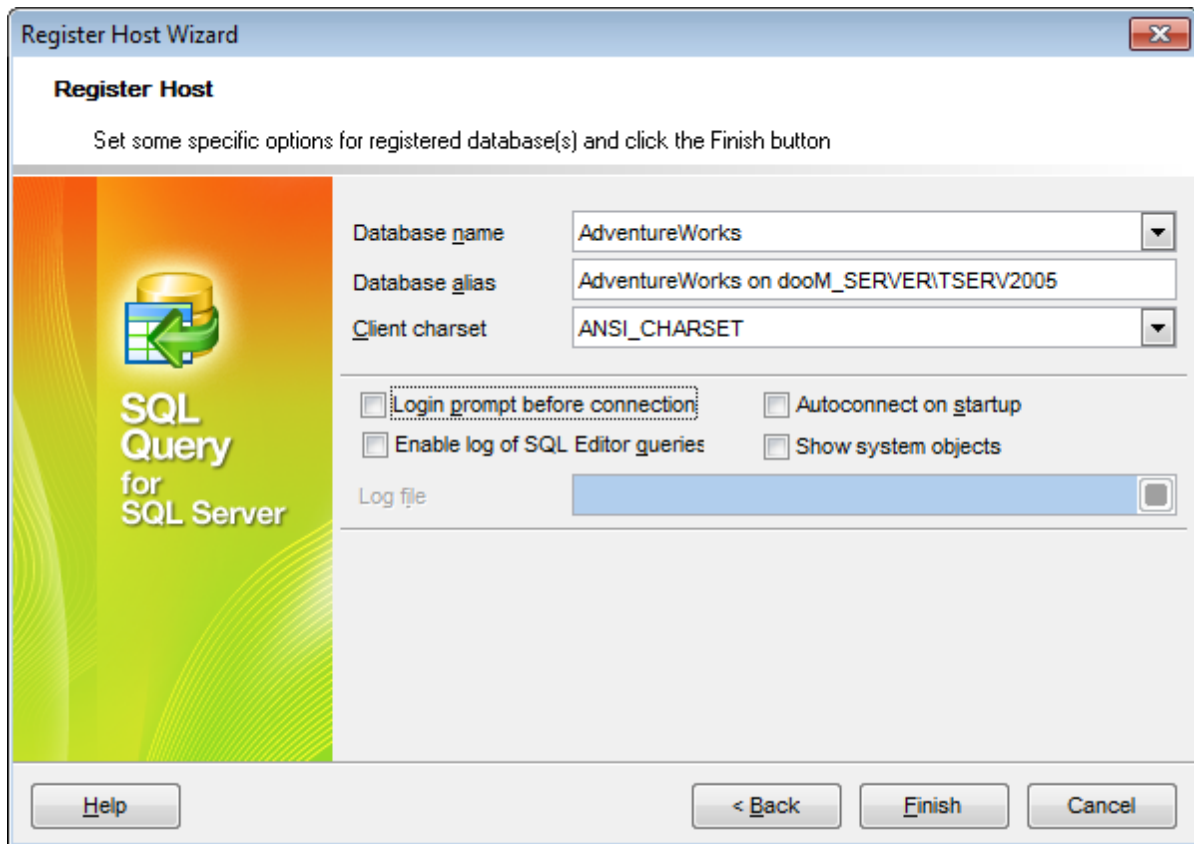 Register Host Wizard
Register Host
Set some specific options for registered database(s) and click the Finish button
Database name AdventureWorks
Database alias AdventureWorks on dooM_SERVER\TSERV2005
Client charset ANSI_CHARSET
Login prompt before connection Autoconnect on startup
Enable log of SQL Editor queries Show system objects
Log file
SQL
Query
for
SQL Server
Help < Back Finish Cancel